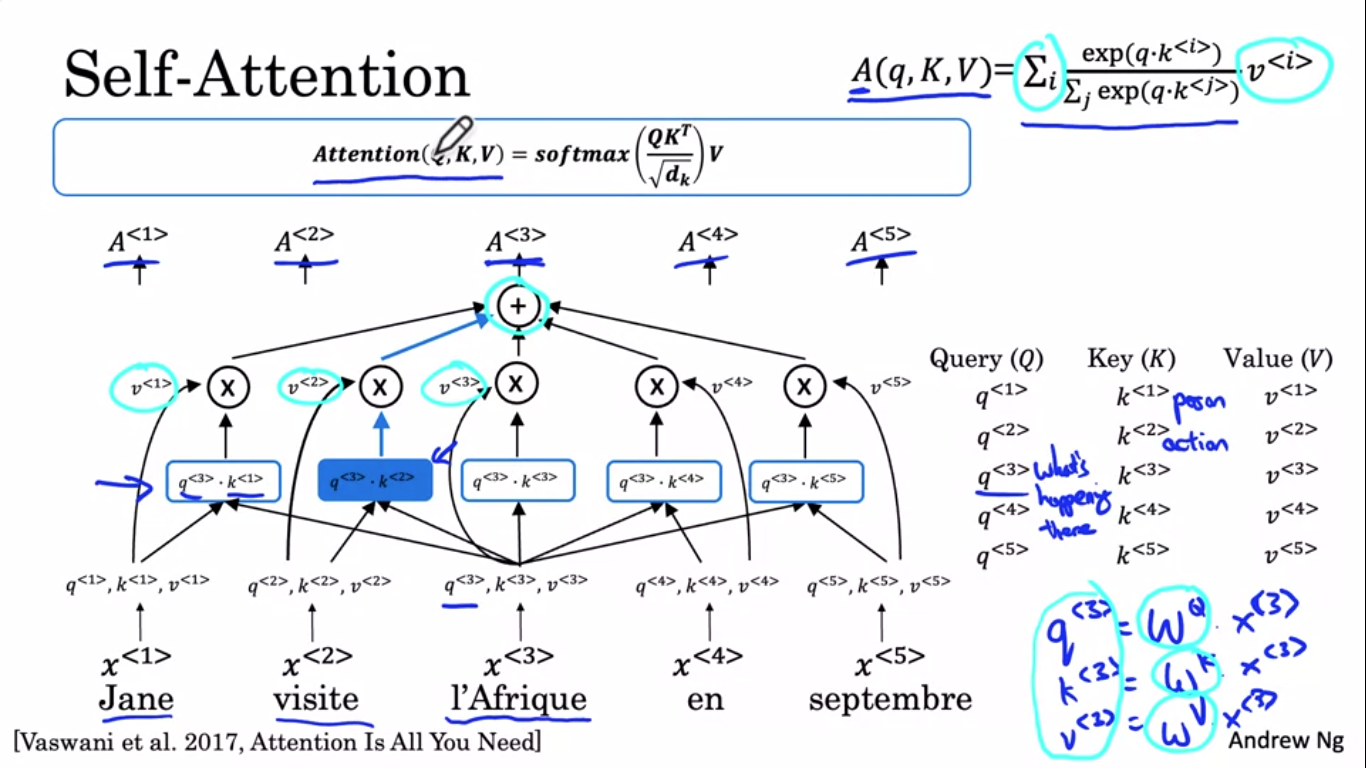 Self-Attention
A(q, K, V) = Σ_i exp(q·k^<i>) / Σ_j exp(q·k^<j>) v^<i>
Attention(Q, K, V) = softmax(QK^T / √d_k) V
A^<1> A^<2> A^<3> A^<4> A^<5>
+
v^<1> X v^<2> X v^<3> X X v^<4> X v^<5>
q^<3> · k^<1> q^<3> · k^<2> q^<3> · k^<3> q^<3> · k^<4> q^<3> · k^<5>
q^<1>, k^<1>, v^<1> q^<2>, k^<2>, v^<2> q^<3>, k^<3>, v^<3> q^<4>, k^<4>, v^<4> q^<5>, k^<5>, v^<5>
x^<1> x^<2> x^<3> x^<4> x^<5>
Jane visite l'Afrique en septembre
Query (Q) Key (K) Value (V)
q^<1> k^<1> person v^<1>
q^<2> k^<2> action v^<2>
q^<3> what's k^<3> v^<3>
q^<4> happening k^<4> v^<4>
there
q^<5> k^<5> v^<5>
q^<3> = W^Q · x^<3>
k^<3> = W^K · x^<3>
v^<3> = W^V · x^<3>
[Vaswani et al. 2017, Attention Is All You Need]
Andrew Ng